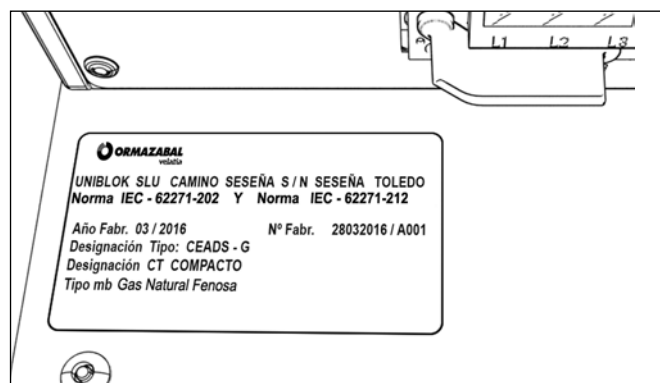 A
L1 L2 L3
ORMAZABAL
velatia
UNIBLOK SLU CAMINO SESEÑA S / N SESEÑA TOLEDO
Norma IEC - 62271-202 Y Norma IEC - 62271-212
Año Fabr. 03 / 2016 Nº Fabr. 28032016 / A001
Designación Tipo: CEADS - G
Designación CT COMPACTO
Tipo mb Gas Natural Fenosa